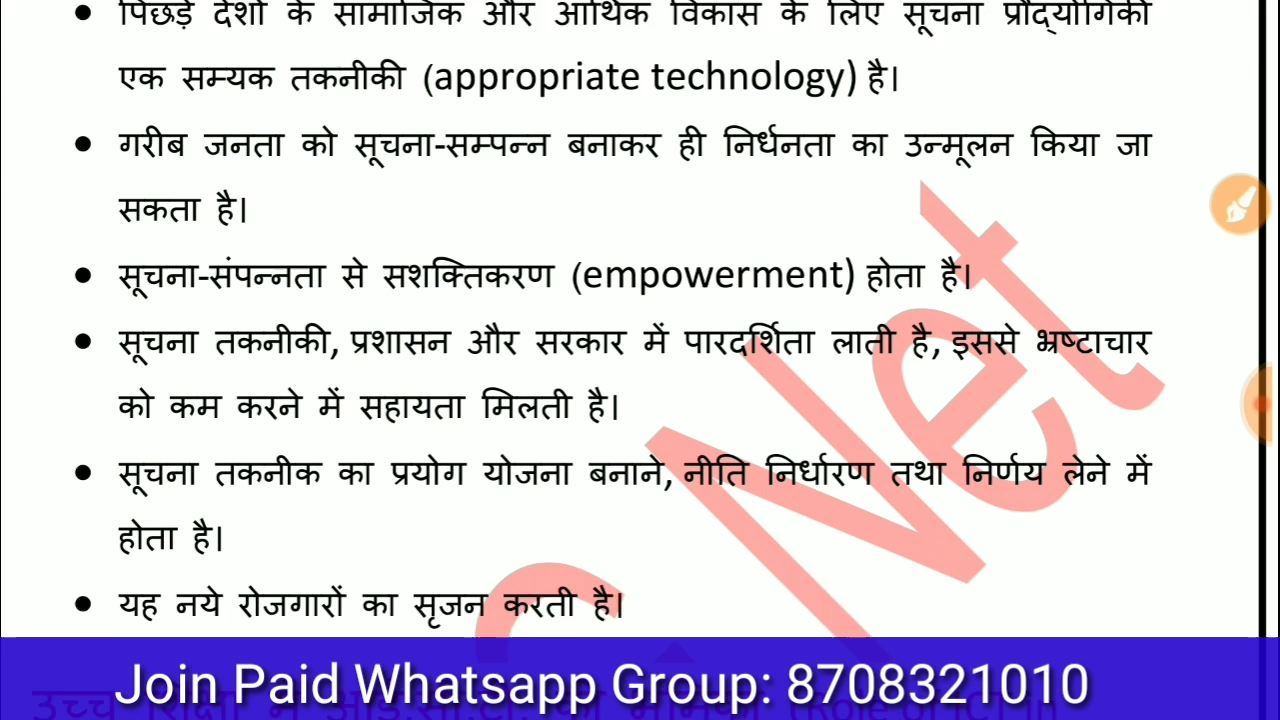 • पिछड़े देशों के सामाजिक और आर्थिक विकास के लिए सूचना प्रौद्योगिकी
एक सम्यक तकनीकी (appropriate technology) है।
• गरीब जनता को सूचना-सम्पन्न बनाकर ही निर्धनता का उन्मूलन किया जा
सकता है।
• सूचना-संपन्नता से सशक्तिकरण (empowerment) होता है।
• सूचना तकनीकी, प्रशासन और सरकार में पारदर्शिता लाती है, इससे भ्रष्टाचार
को कम करने में सहायता मिलती है।
• सूचना तकनीक का प्रयोग योजना बनाने, नीति निर्धारण तथा निर्णय लेने में
होता है।
• यह नये रोजगारों का सृजन करती है।
Net
Join Paid Whatsapp Group: 8708321010
उच्च शिक्षा में